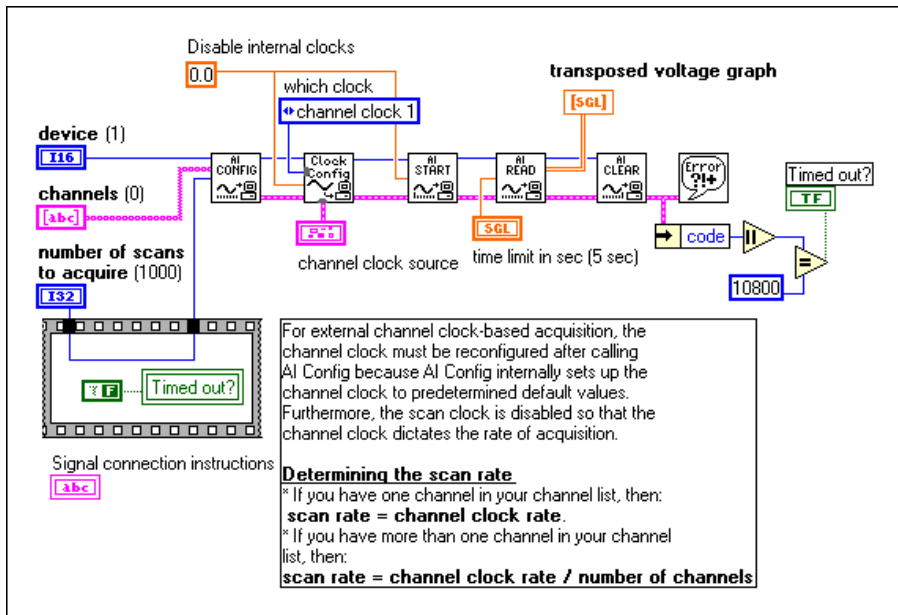 Disable internal clocks
0.0
which clock
channel clock 1
transposed voltage graph
[SGL]
device (1)
I16
AI CONFIG
Clock Config
AI START
AI READ
AI CLEAR
Error ?!+
Timed out?
TF
channels (0)
[abc]
code
number of scans
to acquire (1000)
I32
channel clock source
SGL
time limit in sec (5 sec)
=
10800
F
Timed out?
Signal connection instructions
abc
For external channel clock-based acquisition, the
channel clock must be reconfigured after calling
AI Config because AI Config internally sets up the
channel clock to predetermined default values.
Furthermore, the scan clock is disabled so that the
channel clock dictates the rate of acquisition.
Determining the scan rate
* If you have one channel in your channel list, then:
scan rate = channel clock rate.
* If you have more than one channel in your channel
list, then:
scan rate = channel clock rate / number of channels